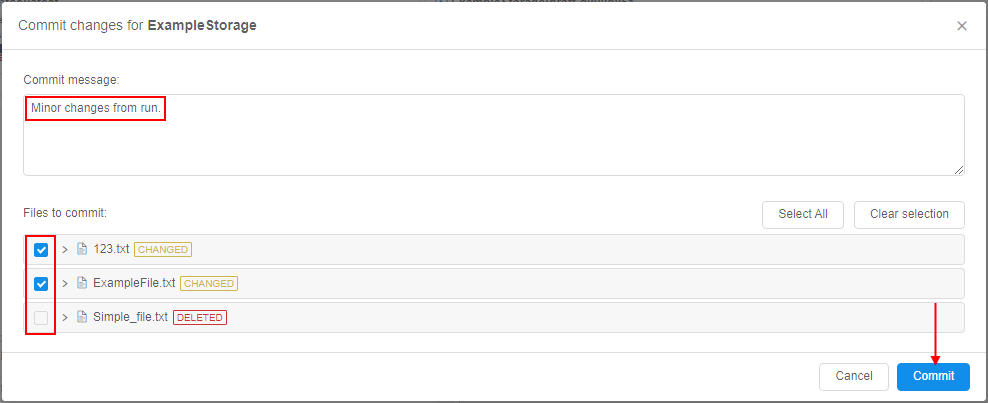 Commit changes for ExampleStorage
Commit message:
Minor changes from run.
Files to commit:
Select All
Clear selection
123.txt CHANGED
ExampleFile.txt CHANGED
Simple_file.txt DELETED
Cancel
Commit